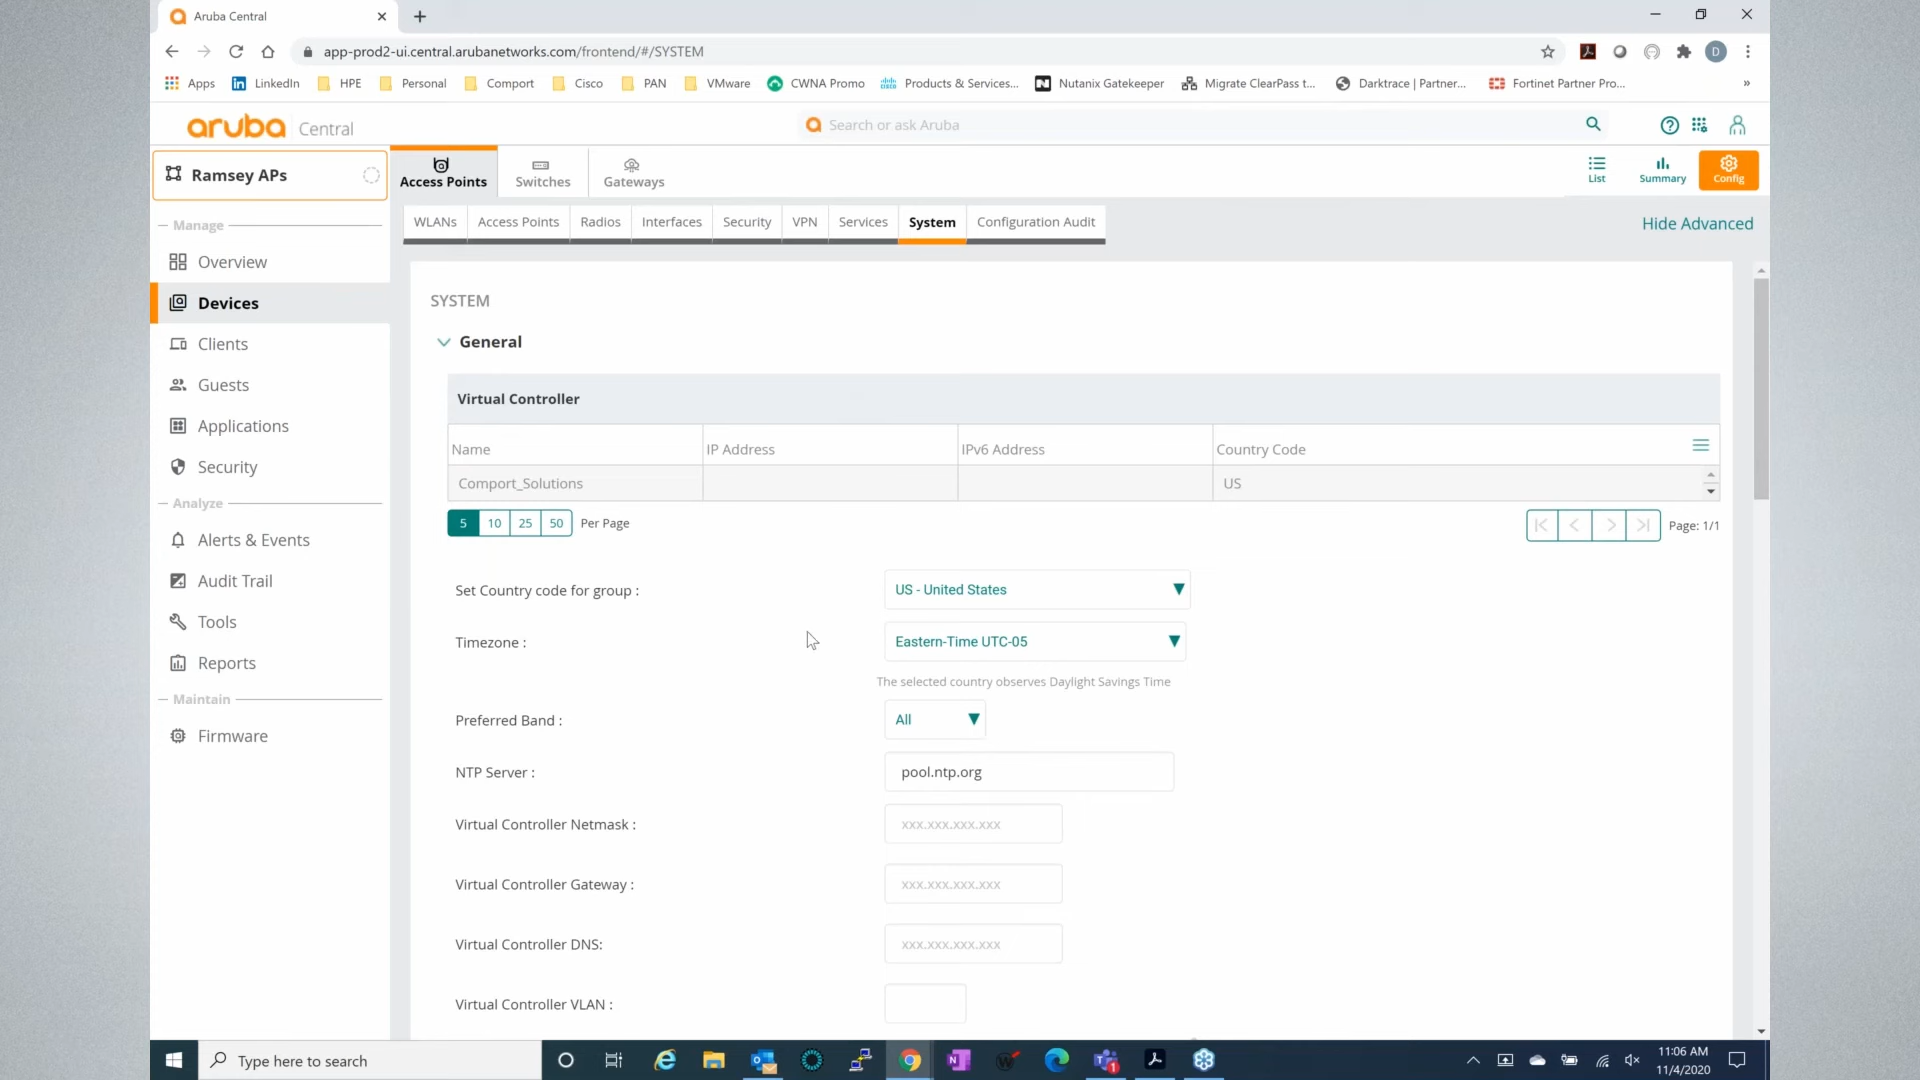 Aruba Central
app-prod2-ui.central.arubanetworks.com/frontend/#/SYSTEM
D
Apps
LinkedIn
HPE
Personal
Comport
Cisco
PAN
VMware
CWNA Promo
Products & Services...
Nutanix Gatekeeper
Migrate ClearPass t...
Darktrace | Partner...
Fortinet Partner Pro...
»
aruba Central
Search or ask Aruba
Ramsey APs
Access Points
Switches
Gateways
List
Summary
Config
WLANs
Access Points
Radios
Interfaces
Security
VPN
Services
System
Configuration Audit
Hide Advanced
Manage
Overview
Devices
Clients
Guests
Applications
Security
Analyze
Alerts & Events
Audit Trail
Tools
Reports
Maintain
Firmware
SYSTEM
General
Virtual Controller
Name
IP Address
IPv6 Address
Country Code
Comport_Solutions
US
5 10 25 50 Per Page
Page: 1/1
Set Country code for group :
US - United States
Timezone :
Eastern-Time UTC-05
The selected country observes Daylight Savings Time
Preferred Band :
All
NTP Server :
pool.ntp.org
Virtual Controller Netmask :
xxx.xxx.xxx.xxx
Virtual Controller Gateway :
xxx.xxx.xxx.xxx
Virtual Controller DNS:
xxx.xxx.xxx.xxx
Virtual Controller VLAN :
Type here to search
11:06 AM
11/4/2020